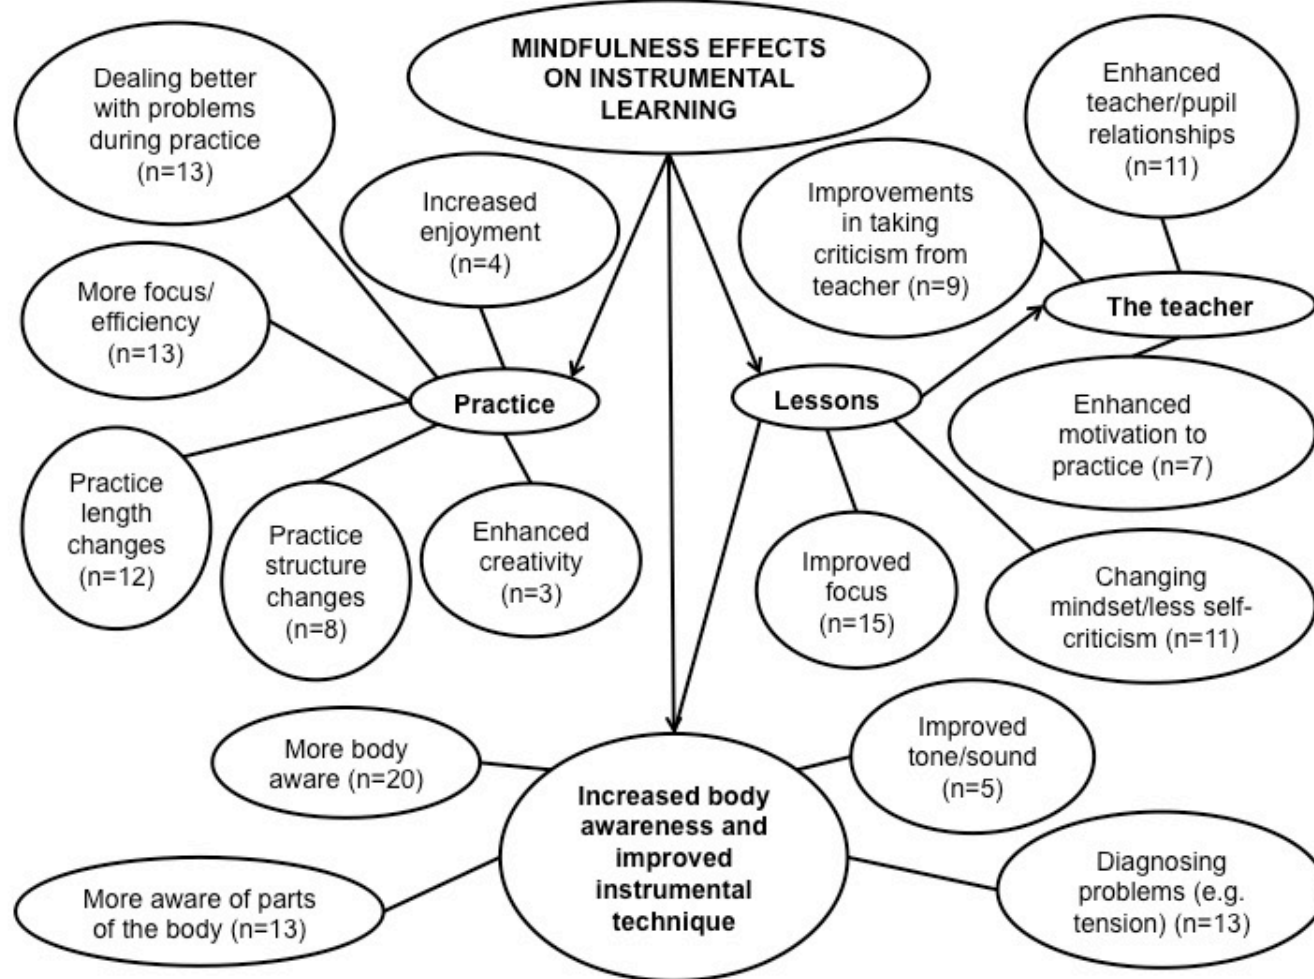 MINDFULNESS EFFECTS
ON INSTRUMENTAL
LEARNING
Dealing better
with problems
during practice
(n=13)
Increased
enjoyment
(n=4)
More focus/
efficiency
(n=13)
Practice
Practice
length
changes
(n=12)
Practice
structure
changes
(n=8)
Enhanced
creativity
(n=3)
Improvements
in taking
criticism from
teacher (n=9)
Enhanced
teacher/pupil
relationships
(n=11)
The teacher
Lessons
Enhanced
motivation to
practice (n=7)
Improved
focus
(n=15)
Changing
mindset/less self-
criticism (n=11)
More body
aware (n=20)
Improved
tone/sound
(n=5)
Increased body
awareness and
improved
instrumental
technique
More aware of parts
of the body (n=13)
Diagnosing
problems (e.g.
tension) (n=13)